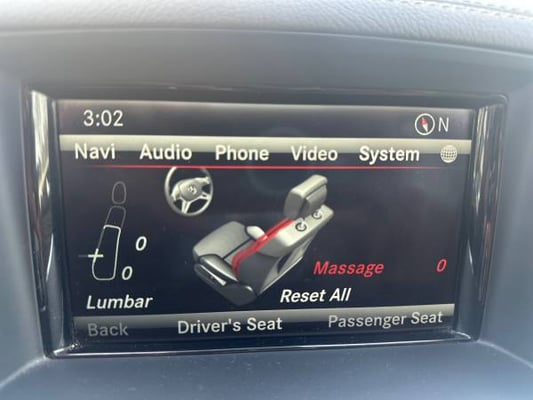 3:02 N
Navi Audio Phone Video System
0
0
Massage 0
Lumbar Reset All
Back Driver's Seat Passenger Seat